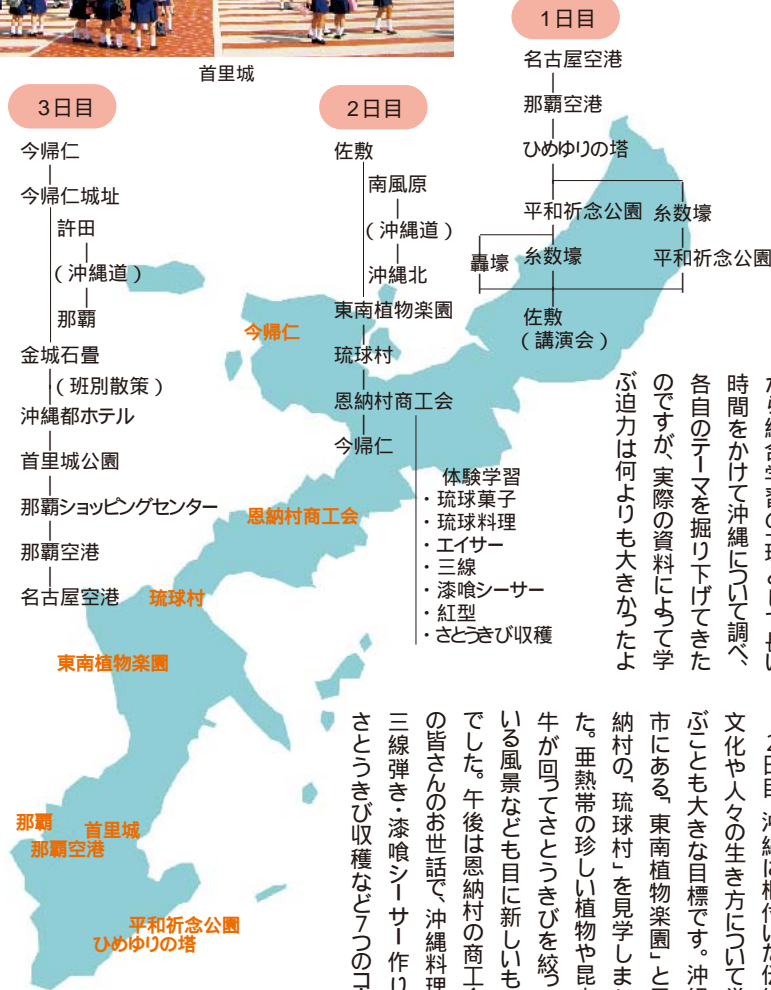 首里城
1日目
名古屋空港
那覇空港
ひめゆりの塔
平和祈念公園 糸数壕
轟壕 糸数壕 平和祈念公園
佐敷
(講演会)
2日目
佐敷
南風原
(沖縄道)
沖縄北
東南植物楽園
琉球村
恩納村商工会
今帰仁
体験学習
・琉球菓子
・琉球料理
・エイサー
・三線
・漆喰シーサー
・紅型
・さとうきび収穫
3日目
今帰仁
今帰仁城址
許田
(沖縄道)
那覇
金城石畳
(班別散策)
沖縄都ホテル
首里城公園
那覇ショッピングセンター
那覇空港
名古屋空港
今帰仁
恩納村商工会
琉球村
東南植物楽園
那覇
首里城
那覇空港
平和祈念公園
ひめゆりの塔
時間をかけて沖縄について調べ、
各自のテーマを掘り下げてきた
のですが、実際の資料によって学
ぶ迫力は何よりも大きかったよ
文化や人々の生き方について学
ぶことも大きな目標です。沖縄
市にある「東南植物楽園」と恩
納村の「琉球村」を見学しまし
た。亜熱帯の珍しい植物や昆虫
牛が回ってさとうきびを絞っ
いる風景なども目に新しいも
でした。午後は恩納村の商工会
の皆さんのお世話で、沖縄料理
三線弾き・漆喰シーサー作り
さとうきび収穫など7つのコ